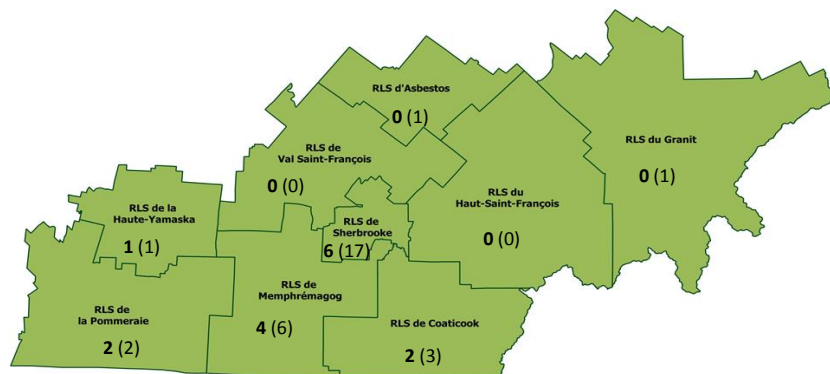 RLS d'Asbestos
0 (1)
RLS du Granit
0 (1)
RLS de
Val Saint-François
0 (0)
RLS du
Haut-Saint-François
0 (0)
RLS de la
Haute-Yamaska
1 (1)
RLS de
Sherbrooke
6 (17)
RLS de
Memphrémagog
4 (6)
RLS de
la Pommeraie
2 (2)
RLS de Coaticook
2 (3)